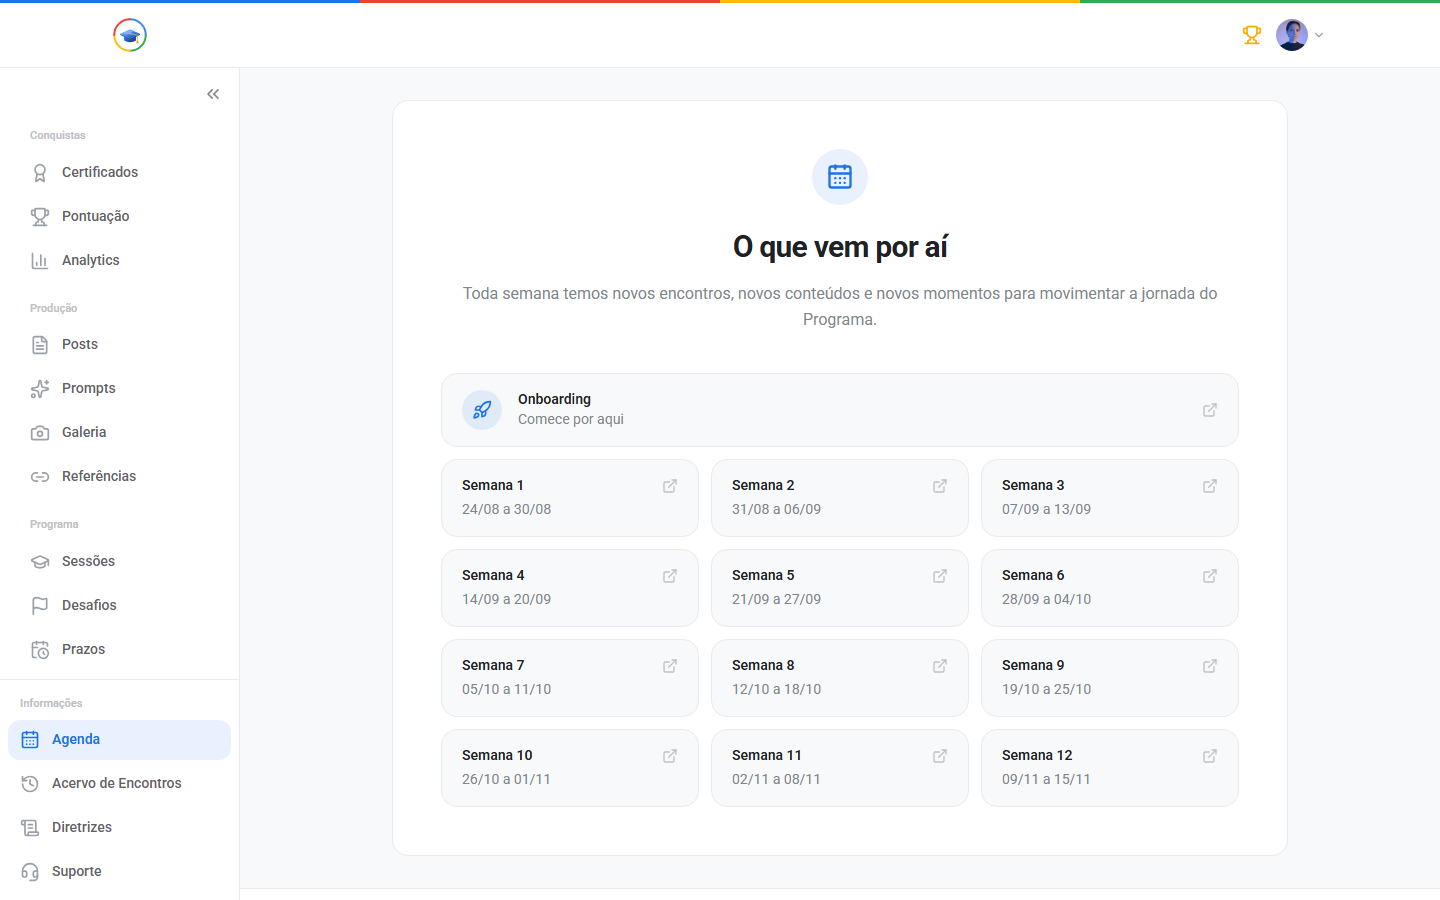 Conquistas
Certificados
Pontuação
Analytics
Produção
Posts
Prompts
Galeria
Referências
Programa
Sessões
Desafios
Prazos
Informações
Agenda
Acervo de Encontros
Diretrizes
Suporte
O que vem por aí
Toda semana temos novos encontros, novos conteúdos e novos momentos para movimentar a jornada do
Programa.
Onboarding
Comece por aqui
Semana 1
24/08 a 30/08
Semana 2
31/08 a 06/09
Semana 3
07/09 a 13/09
Semana 4
14/09 a 20/09
Semana 5
21/09 a 27/09
Semana 6
28/09 a 04/10
Semana 7
05/10 a 11/10
Semana 8
12/10 a 18/10
Semana 9
19/10 a 25/10
Semana 10
26/10 a 01/11
Semana 11
02/11 a 08/11
Semana 12
09/11 a 15/11